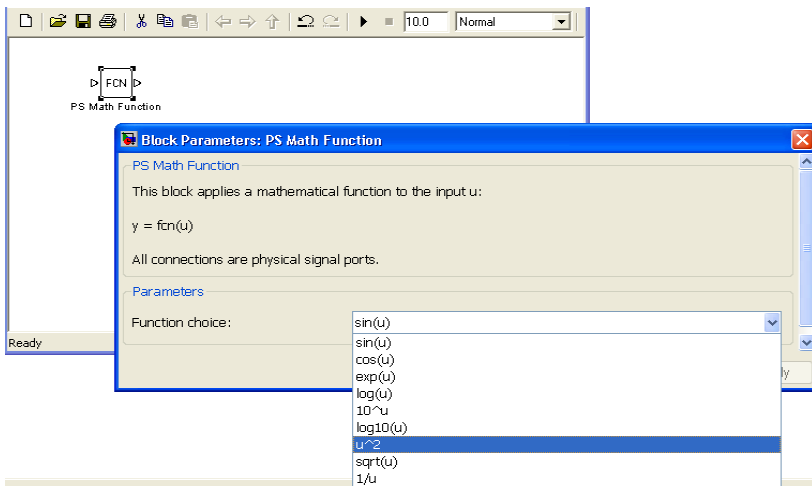 10.0 Normal
FCN
PS Math Function
Block Parameters: PS Math Function
PS Math Function
This block applies a mathematical function to the input u:
y = fcn(u)
All connections are physical signal ports.
Parameters
Function choice: sin(u)
sin(u)
cos(u)
exp(u)
log(u)
10^u
log10(u)
u^2
sqrt(u)
1/u
Ready